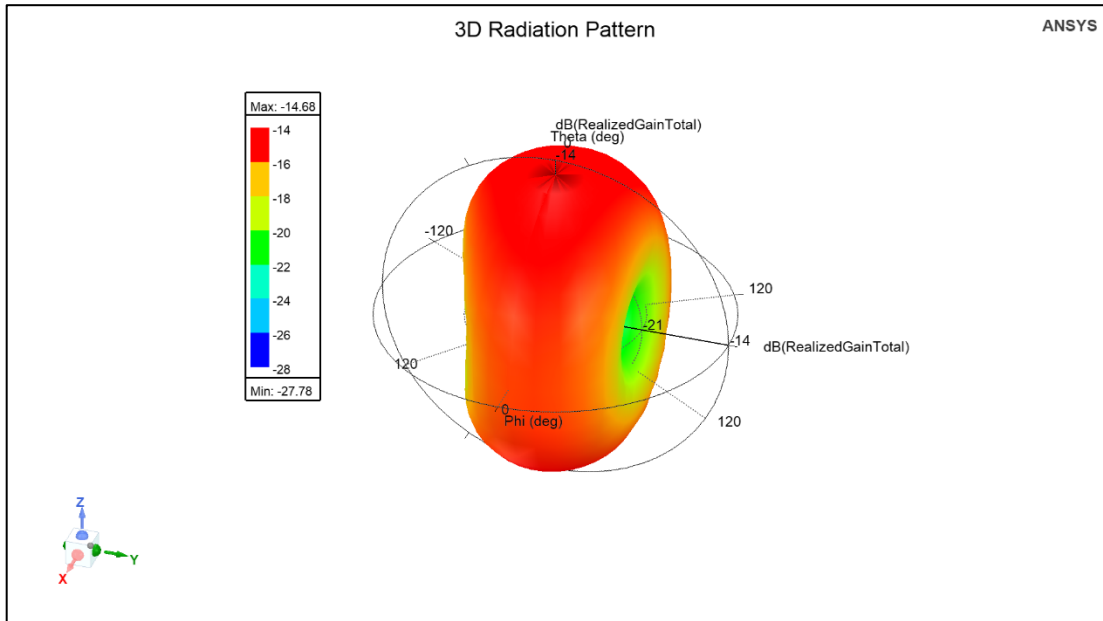 3D Radiation Pattern
ANSYS
Max: -14.68
-14
-16
-18
-20
-22
-24
-26
-28
Min: -27.78
dB(RealizedGainTotal)
Theta (deg)
0
-14
-120
120
-21
-14
dB(RealizedGainTotal)
120
0
Phi (deg)
120
Z
Y
X